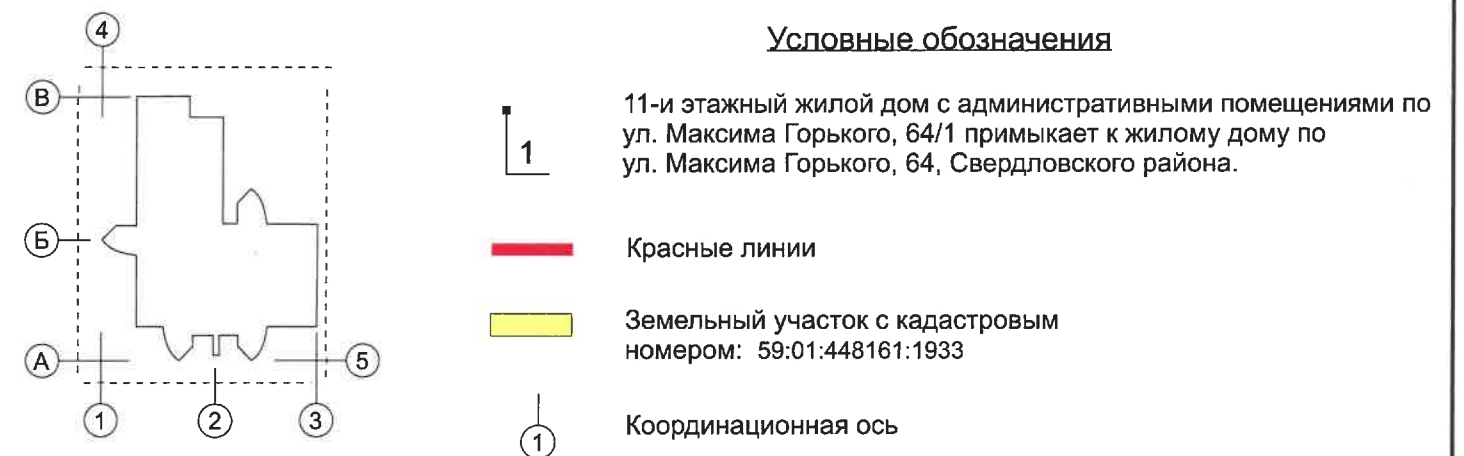 4
В
Б
А
5
1
2
3
Условные обозначения
1
11-и этажный жилой дом с административными помещениями по
ул. Максима Горького, 64/1 примыкает к жилому дому по
ул. Максима Горького, 64, Свердловского района.
Красные линии
Земельный участок с кадастровым
номером: 59:01:448161:1933
1
Координационная ось